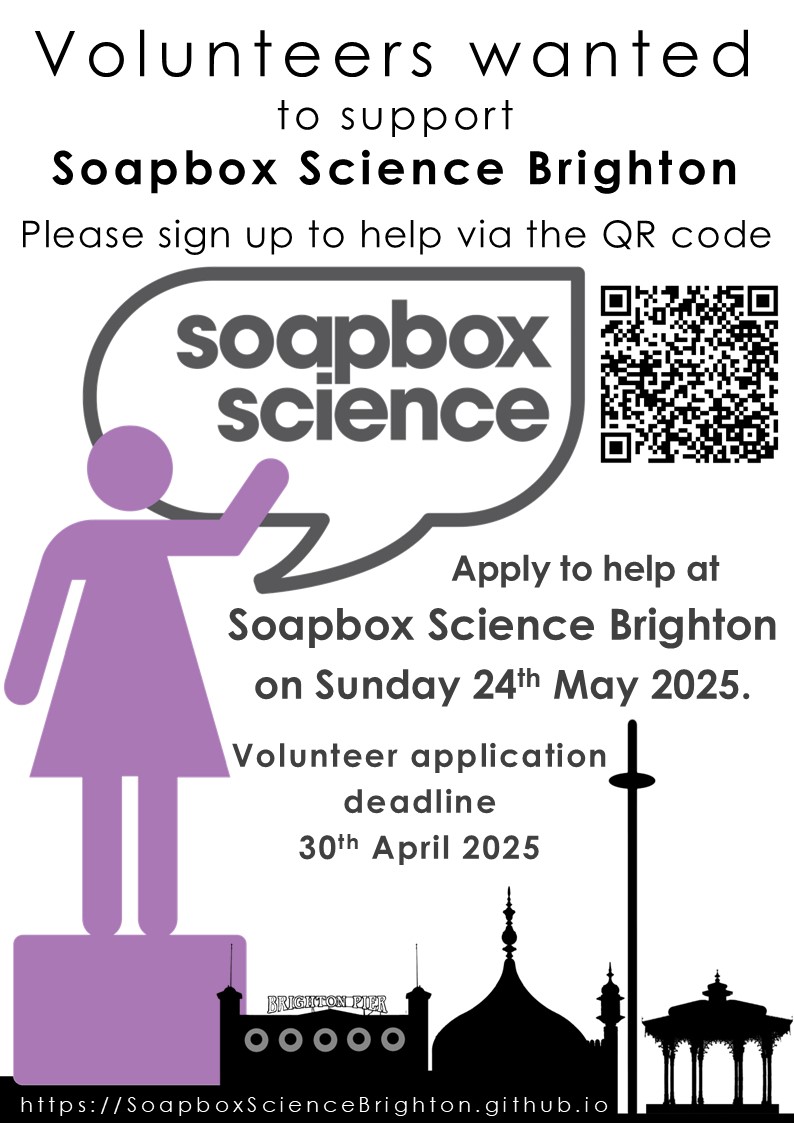 Volunteers wanted
to support
Soapbox Science Brighton
Please sign up to help via the QR code
soapbox
science
Apply to help at
Soapbox Science Brighton
on Sunday 24th May 2025.
Volunteer application
deadline
30th April 2025
BRIGHTON PIER
https://SoapboxScienceBrighton.github.io